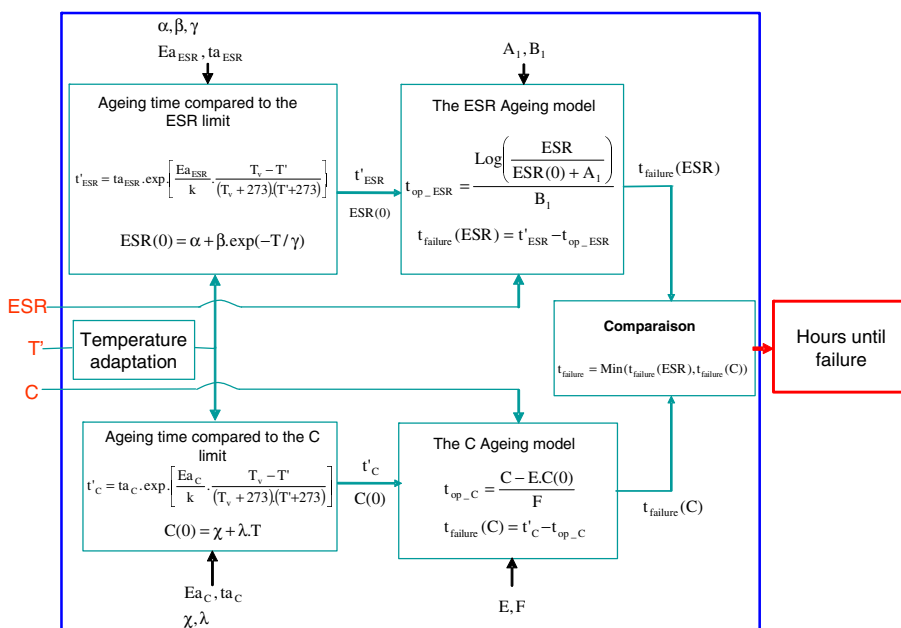 α, β, γ
Ea_ESR , ta_ESR
A₁, B₁
Ageing time compared to the
ESR limit
t'_ESR = ta_ESR.exp.[Ea_ESR / k . (T_v − T') / ((T_v + 273).(T'+273))]
ESR(0) = α + β.exp(−T / γ)
t'_ESR
ESR(0)
The ESR Ageing model
t_op_ESR = Log(ESR / (ESR(0) + A₁)) / B₁
t_failure(ESR) = t'_ESR − t_op_ESR
t_failure(ESR)
ESR
T'
Temperature
adaptation
C
Comparaison
t_failure = Min(t_failure(ESR), t_failure(C))
Hours until
failure
Ageing time compared to the C
limit
t'_C = ta_C.exp.[Ea_C / k . (T_v − T') / ((T_v + 273).(T'+273))]
C(0) = χ + λ.T
t'_C
C(0)
The C Ageing model
t_op_C = (C − E.C(0)) / F
t_failure(C) = t'_C − t_op_C
t_failure(C)
Ea_C , ta_C
χ, λ
E, F